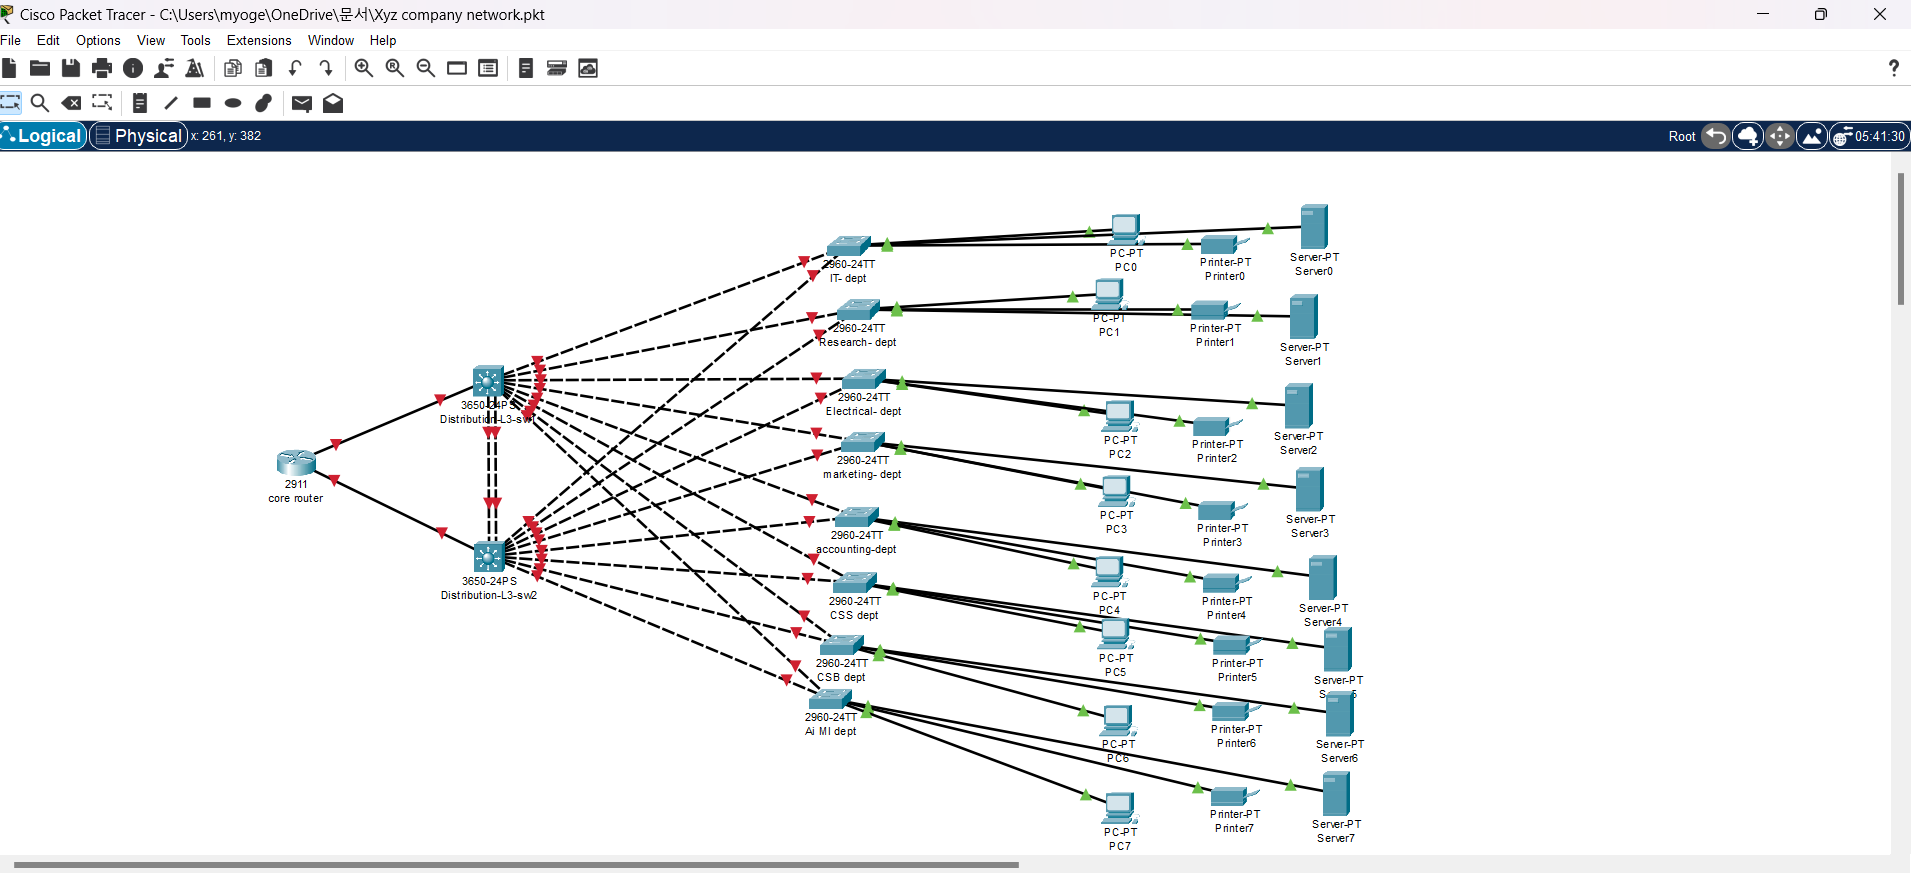 Cisco Packet Tracer - C:\Users\myoge\OneDrive\문서\Xyz company network.pkt
File Edit Options View Tools Extensions Window Help
?
Logical Physical x: 261, y: 382
Root 05:41:30
2960-24TT
IT- dept
PC-PT
PC0
Printer-PT
Printer0
Server-PT
Server0
2960-24TT
Research- dept
PC-PT
PC1
Printer-PT
Printer1
Server-PT
Server1
3650-24PS
Distribution-L3-sw1
2960-24TT
Electrical- dept
PC-PT
PC2
Printer-PT
Printer2
Server-PT
Server2
2960-24TT
marketing- dept
2911
core router
PC-PT
PC3
Printer-PT
Printer3
Server-PT
Server3
2960-24TT
accounting-dept
3650-24PS
Distribution-L3-sw2
PC-PT
PC4
Printer-PT
Printer4
Server-PT
Server4
2960-24TT
CSS dept
PC-PT
PC5
Printer-PT
Printer5
Server-PT
2960-24TT
CSB dept
2960-24TT
Ai Ml dept
PC-PT
PC6
Printer-PT
Printer6
Server-PT
Server6
PC-PT
PC7
Printer-PT
Printer7
Server-PT
Server7